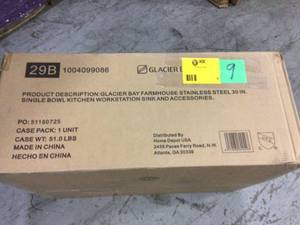 29B 1004099086
GLACIER
9
PRODUCT DESCRIPTION: GLACIER BAY FARMHOUSE STAINLESS STEEL 30 IN.
SINGLE BOWL KITCHEN WORKSTATION SINK AND ACCESSORIES.
PO: 51160725
CASE PACK: 1 UNIT
CASE WT: 51.0 LBS
MADE IN CHINA
HECHO EN CHINA
Distributed By
Home Depot USA
2455 Paces Ferry Road, N.W.
Atlanta, GA 30339